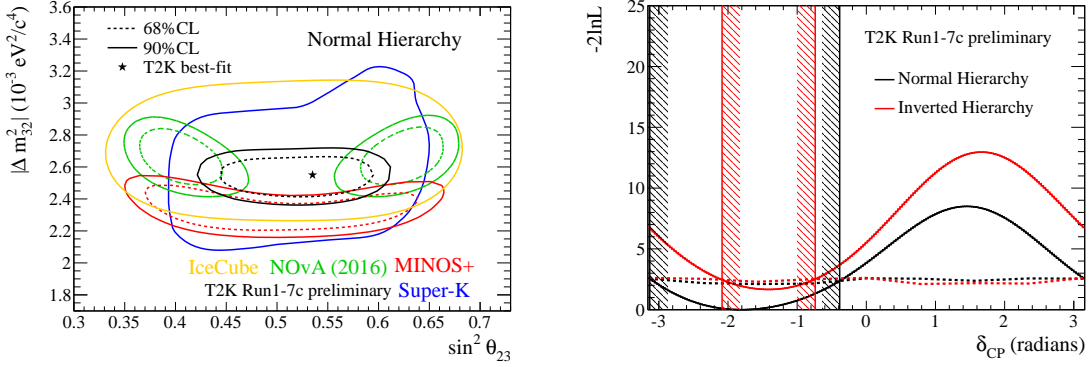 |Δ m²₃₂| (10⁻³ eV²/c⁴)
3.6
3.4
3.2
3
2.8
2.6
2.4
2.2
2
1.8
68%CL
90%CL
T2K best-fit
Normal Hierarchy
IceCube NOvA (2016) MINOS+
T2K Run1-7c preliminary Super-K
0.3 0.35 0.4 0.45 0.5 0.55 0.6 0.65 0.7
sin² θ₂₃
-2lnL
25
20
15
10
5
0
T2K Run1-7c preliminary
Normal Hierarchy
Inverted Hierarchy
-3 -2 -1 0 1 2 3
δCP (radians)